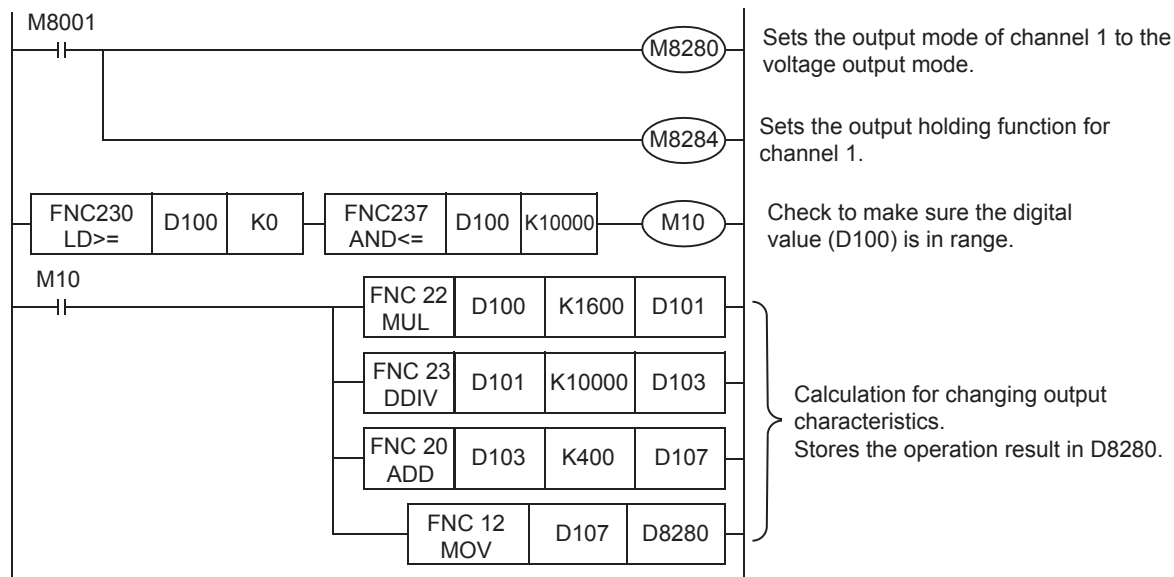 M8001
M8280
Sets the output mode of channel 1 to the
voltage output mode.
M8284
Sets the output holding function for
channel 1.
FNC230
LD>=
D100
K0
FNC237
AND<=
D100
K10000
M10
Check to make sure the digital
value (D100) is in range.
M10
FNC 22
MUL
D100
K1600
D101
FNC 23
DDIV
D101
K10000
D103
FNC 20
ADD
D103
K400
D107
FNC 12
MOV
D107
D8280
Calculation for changing output
characteristics.
Stores the operation result in D8280.